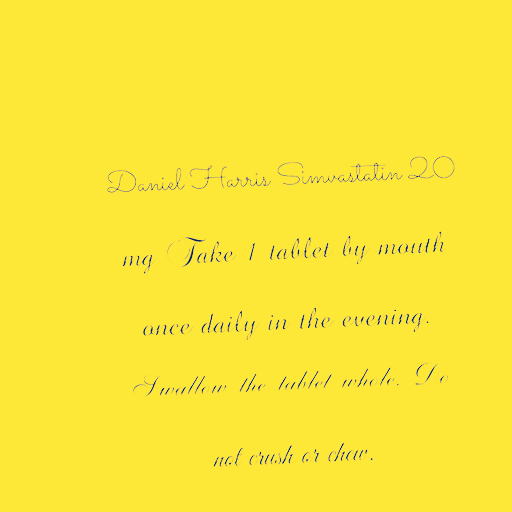 Daniel Harris Simvastatin 20
mg Take 1 tablet by mouth
once daily in the evening.
Swallow the tablet whole. Do
not crush or chew.